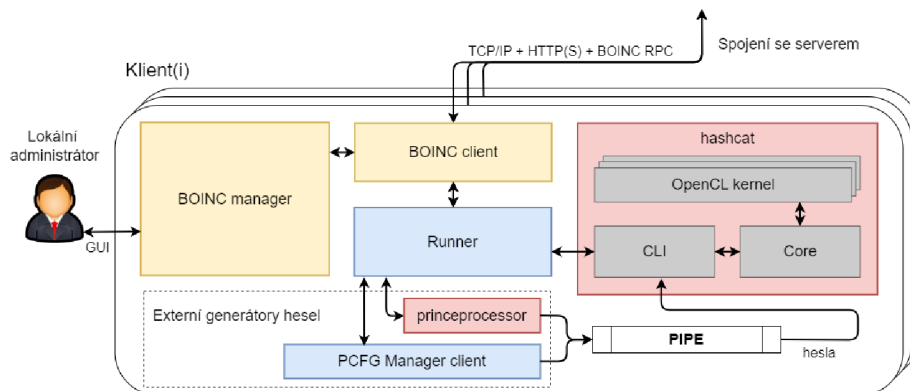 TCP/IP + HTTP(S) + BOINC RPC
Spojení se serverem
Klient(i)
Lokální
administrátor
GUI
BOINC manager
BOINC client
Runner
hashcat
OpenCL kernel
CLI
Core
Externí generátory hesel
princeprocessor
PCFG Manager client
PIPE
hesla